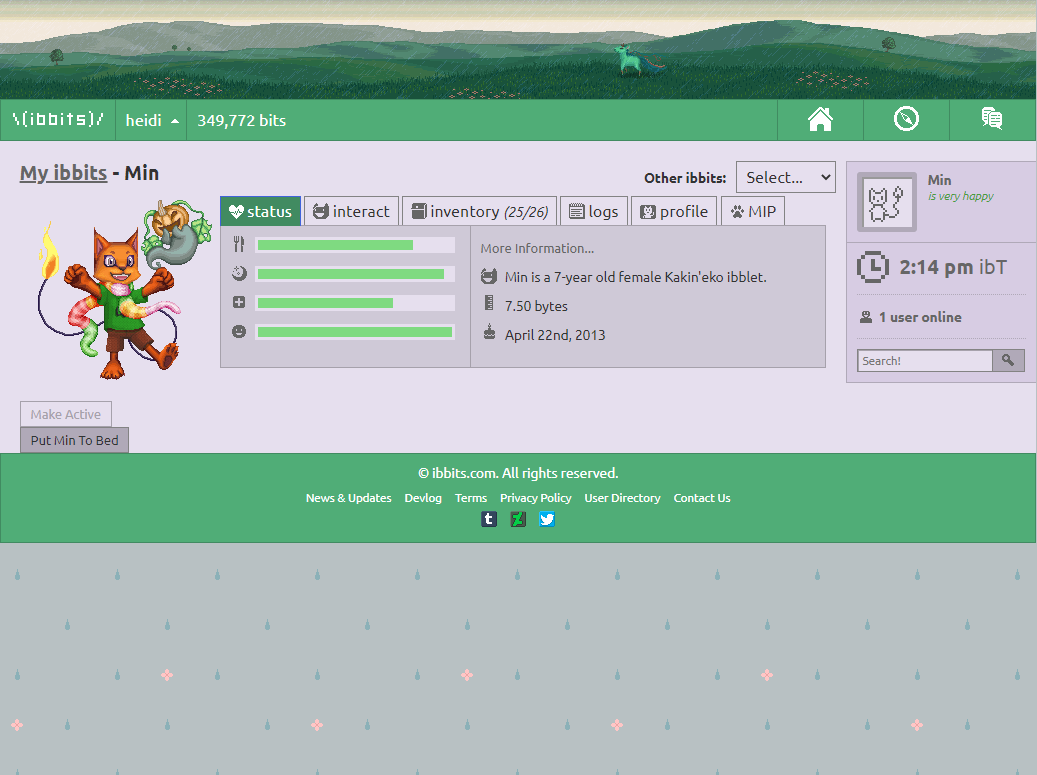 \(ibbits)/
heidi
349,772 bits
My ibbits - Min
Other ibbits:
Select...
status
interact
inventory (25/26)
logs
profile
MIP
More Information...
Min is a 7-year old female Kakin'eko ibblet.
7.50 bytes
April 22nd, 2013
Min
is very happy
2:14 pm ibT
1 user online
Search!
Make Active
Put Min To Bed
© ibbits.com. All rights reserved.
News & Updates Devlog Terms Privacy Policy User Directory Contact Us